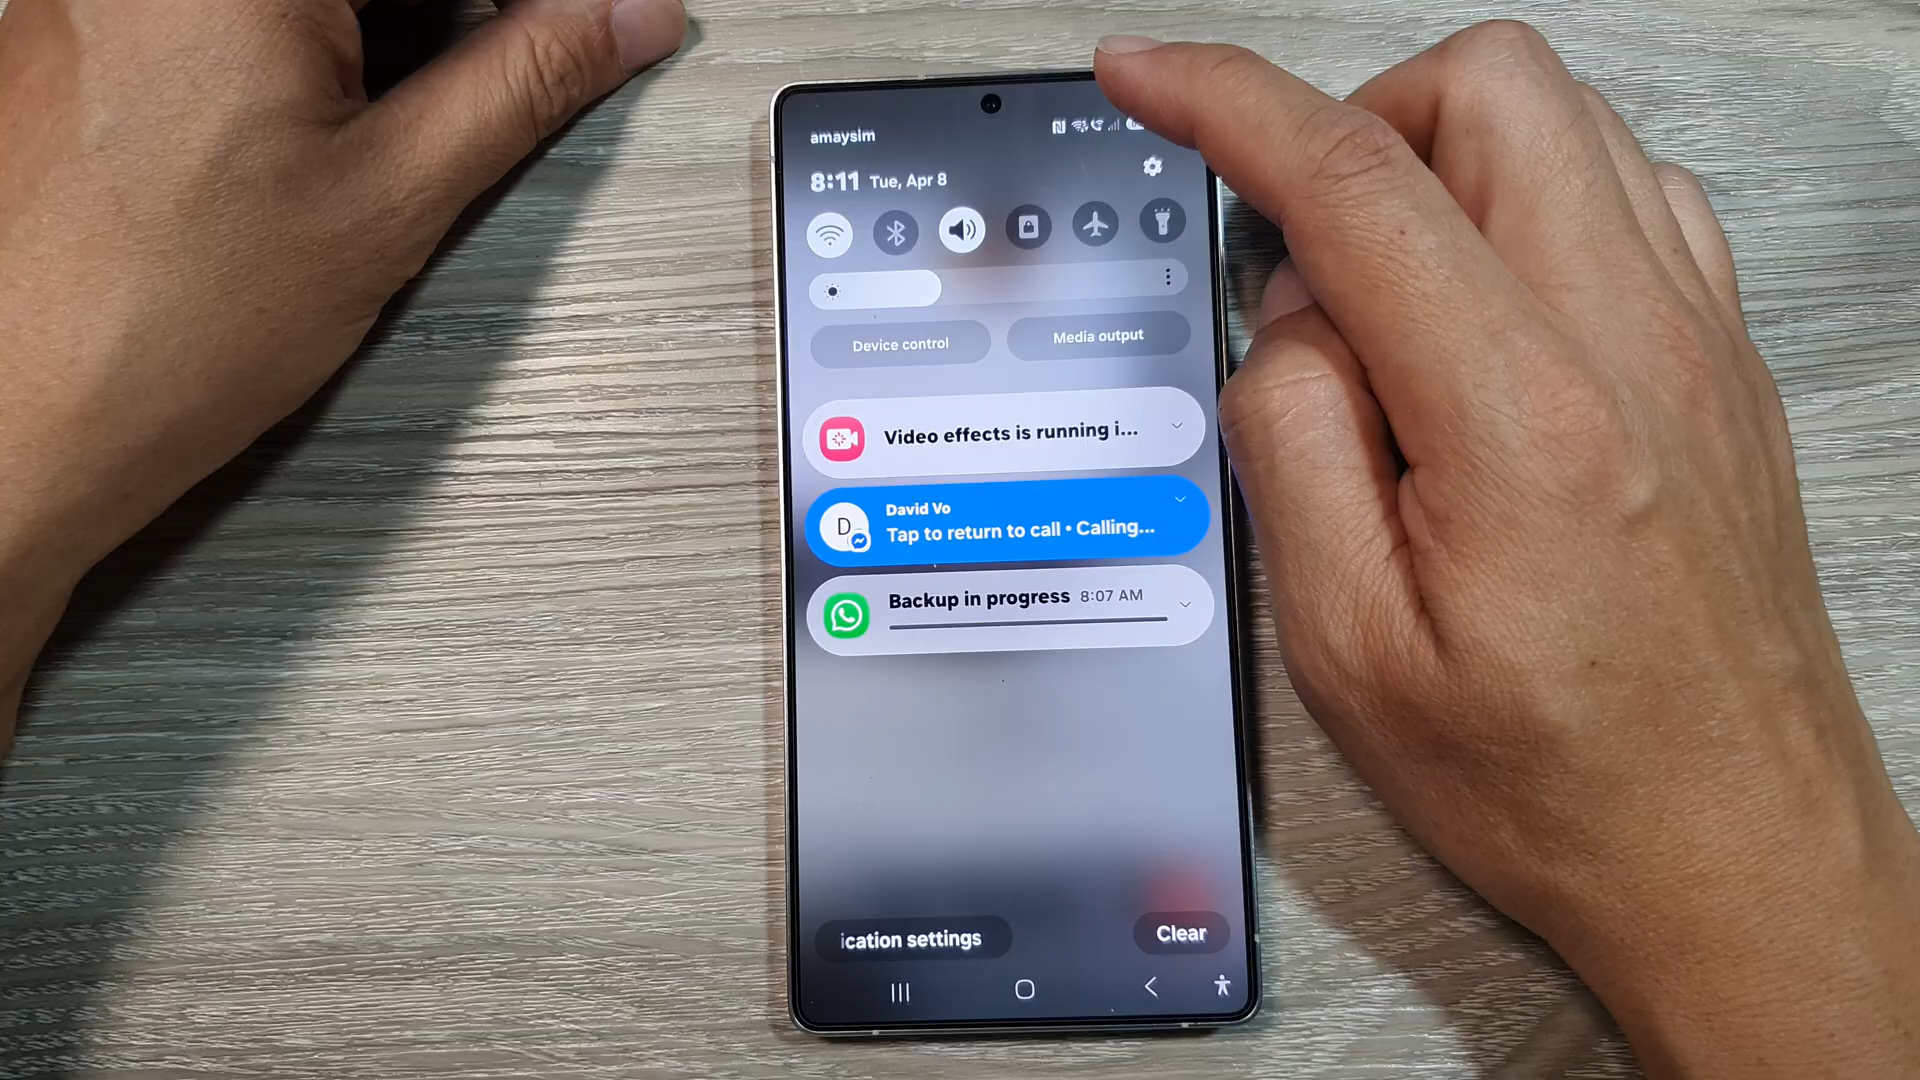 amaysim
8:11 Tue, Apr 8
Device control
Media output
Video effects is running i...
David Vo
D
Tap to return to call • Calling...
Backup in progress 8:07 AM
ication settings
Clear